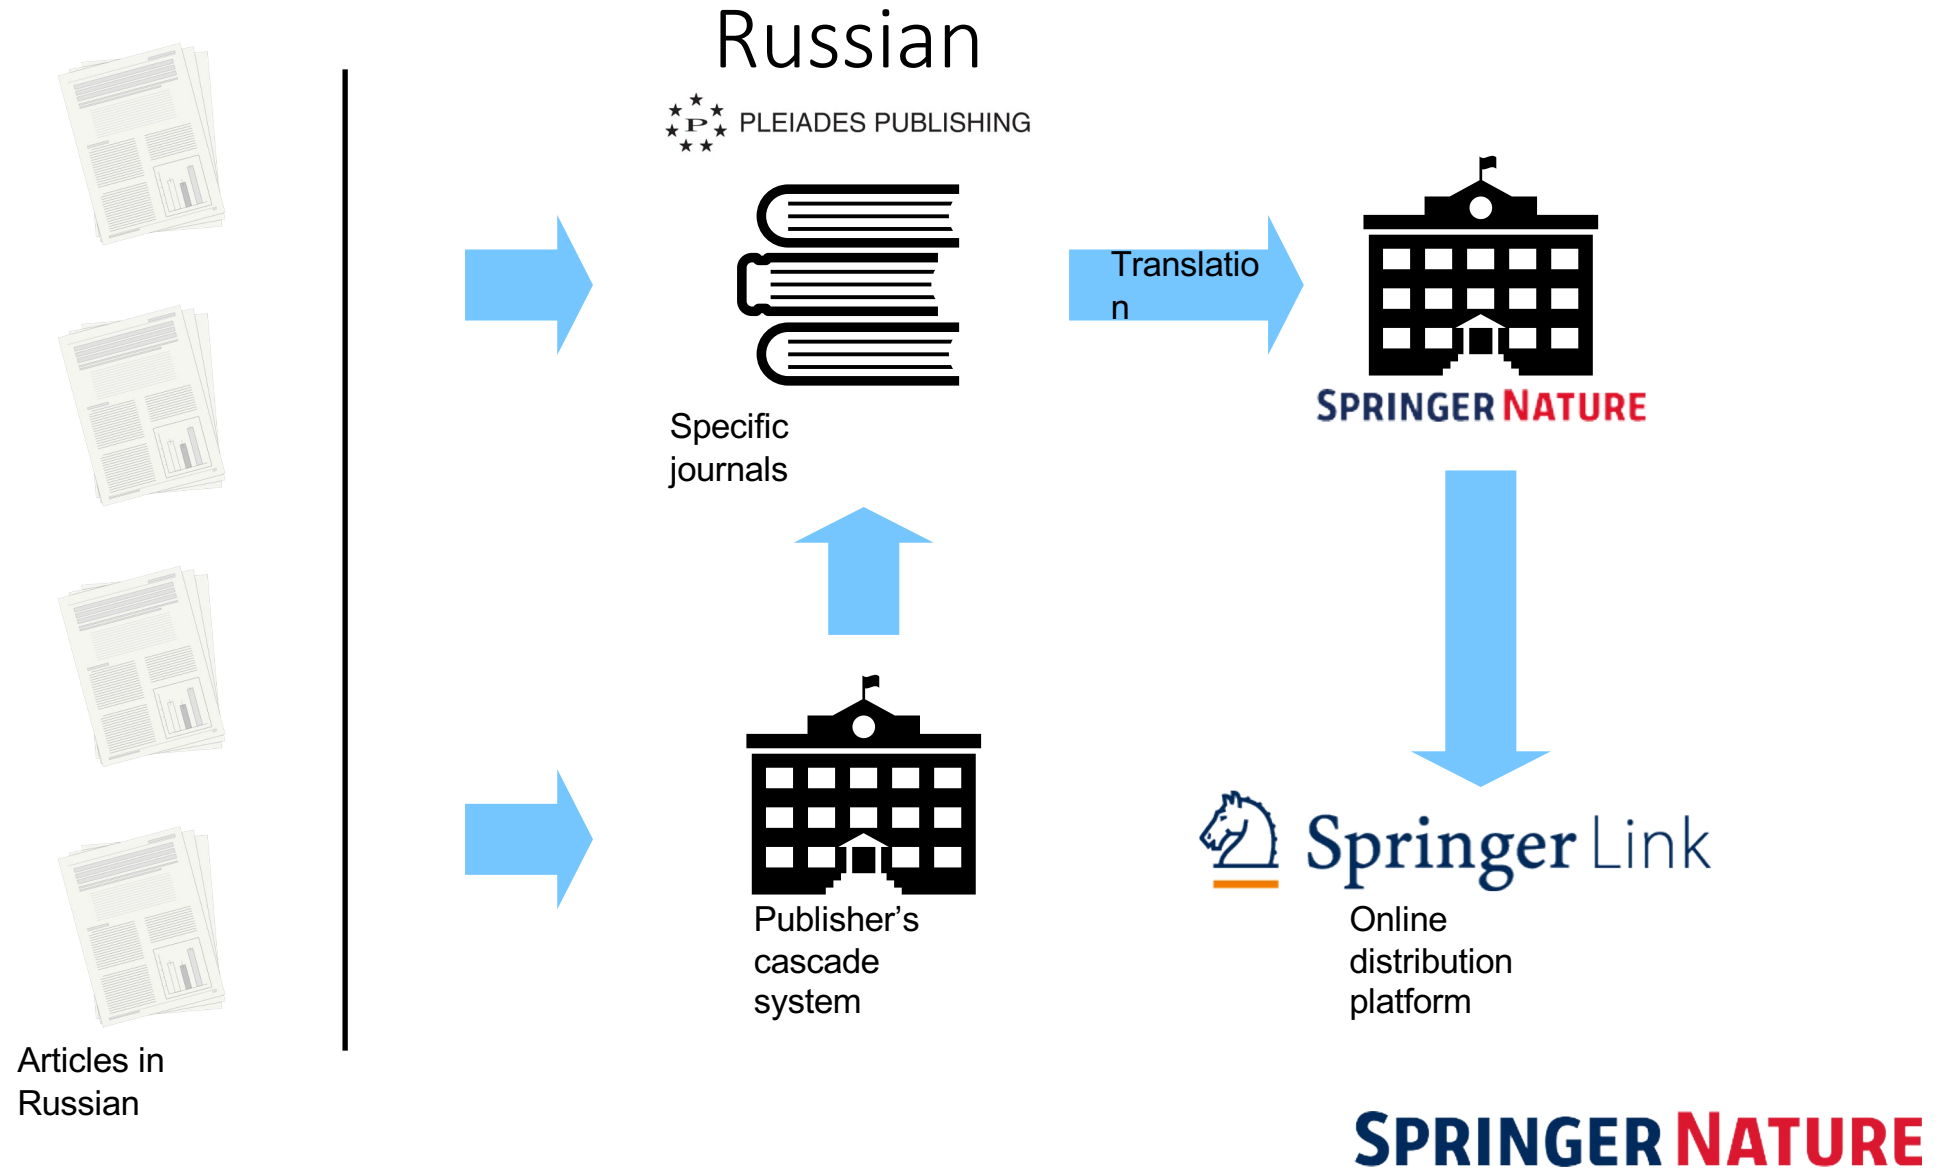 Russian
P PLEIADES PUBLISHING
Translatio
n
SPRINGER NATURE
Specific
journals
Springer Link
Publisher’s
cascade
system
Online
distribution
platform
Articles in
Russian
SPRINGER NATURE